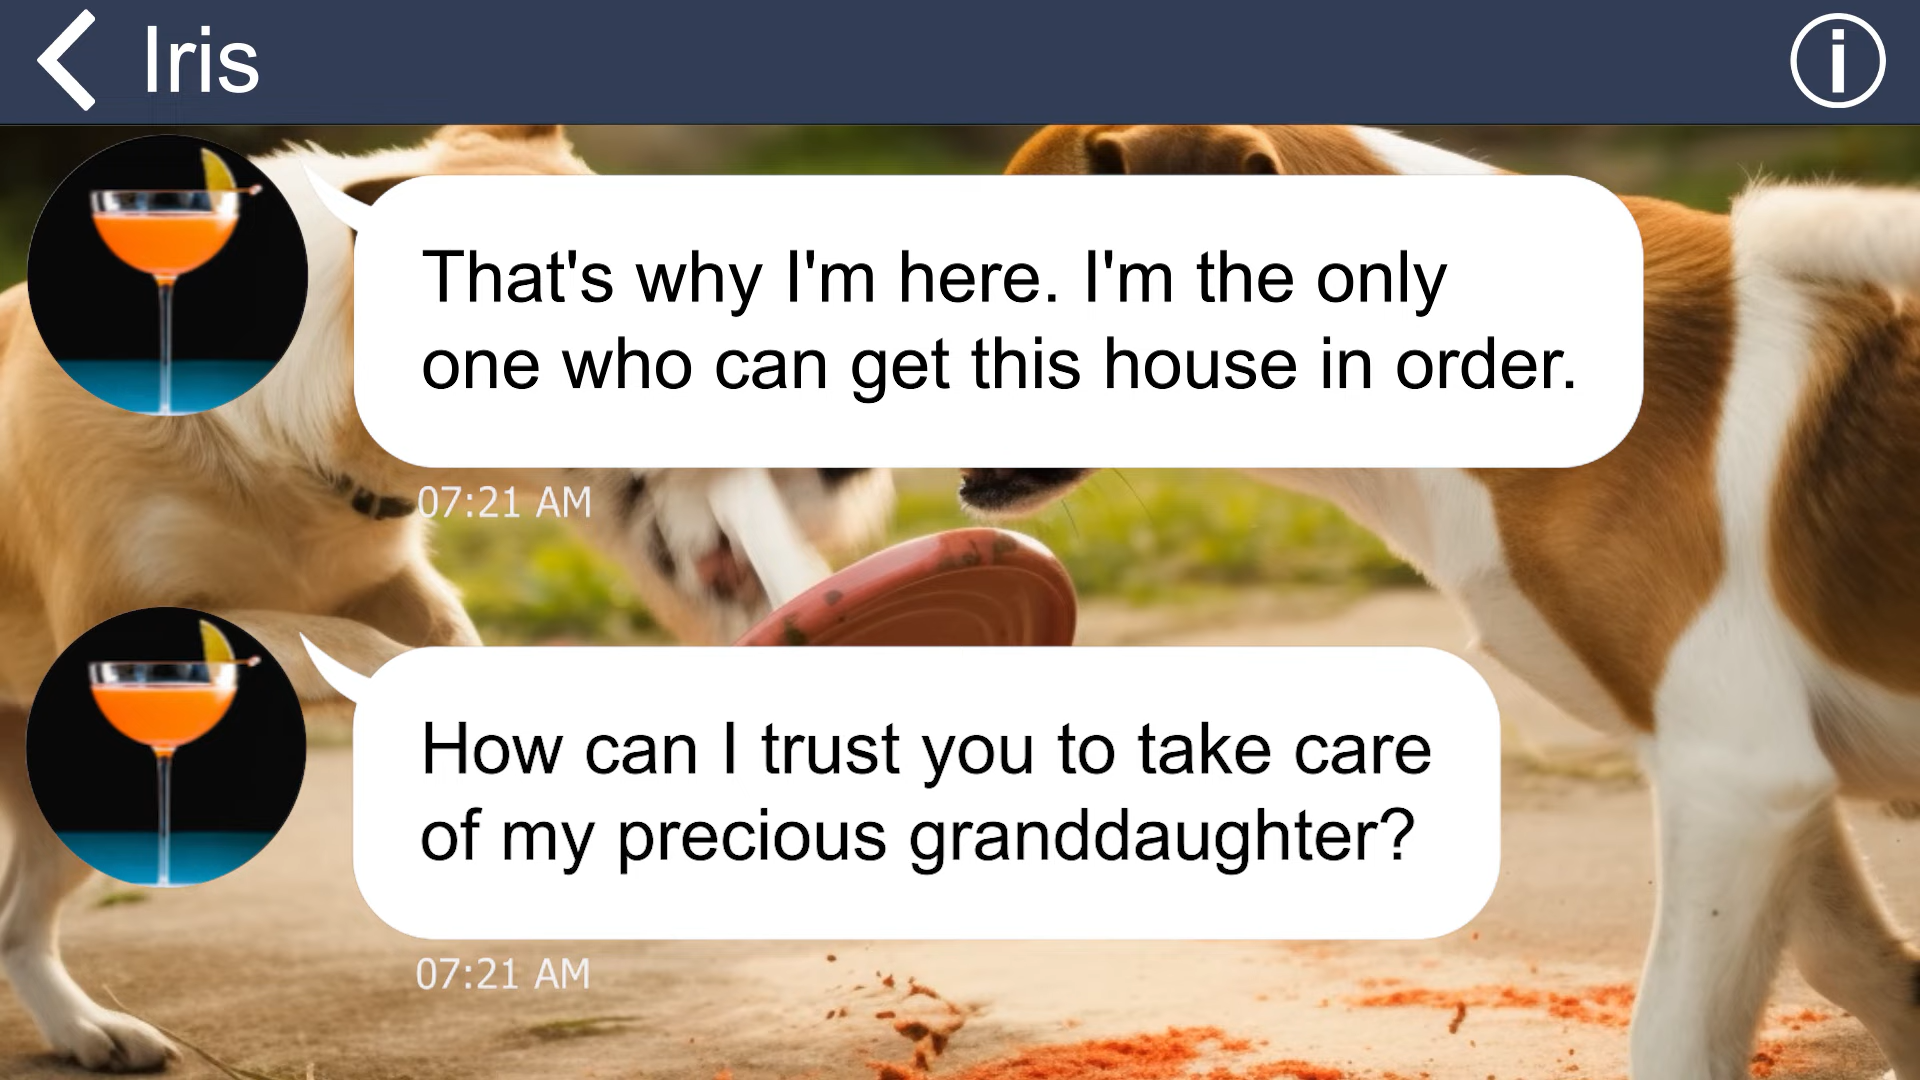 Iris
That's why I'm here. I'm the only
one who can get this house in order.
07:21 AM
How can I trust you to take care
of my precious granddaughter?
07:21 AM